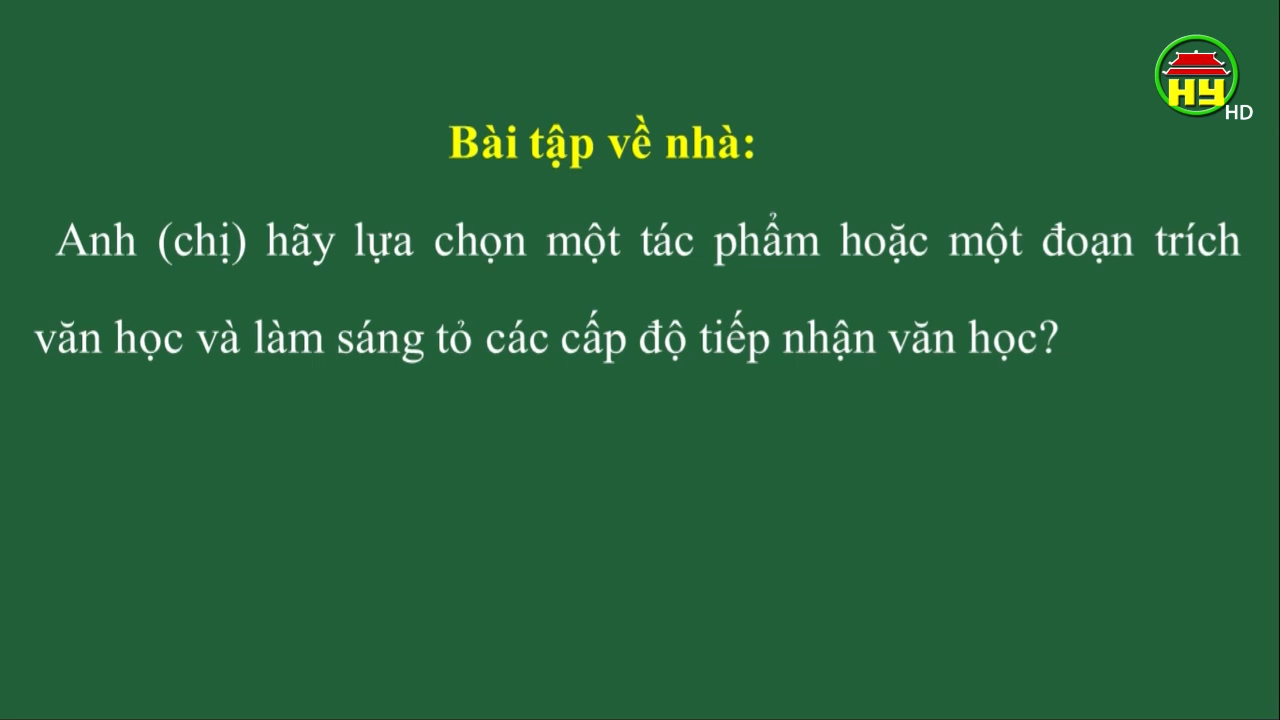 HY
HD
Bài tập về nhà:
Anh (chị) hãy lựa chọn một tác phẩm hoặc một đoạn trích
văn học và làm sáng tỏ các cấp độ tiếp nhận văn học?